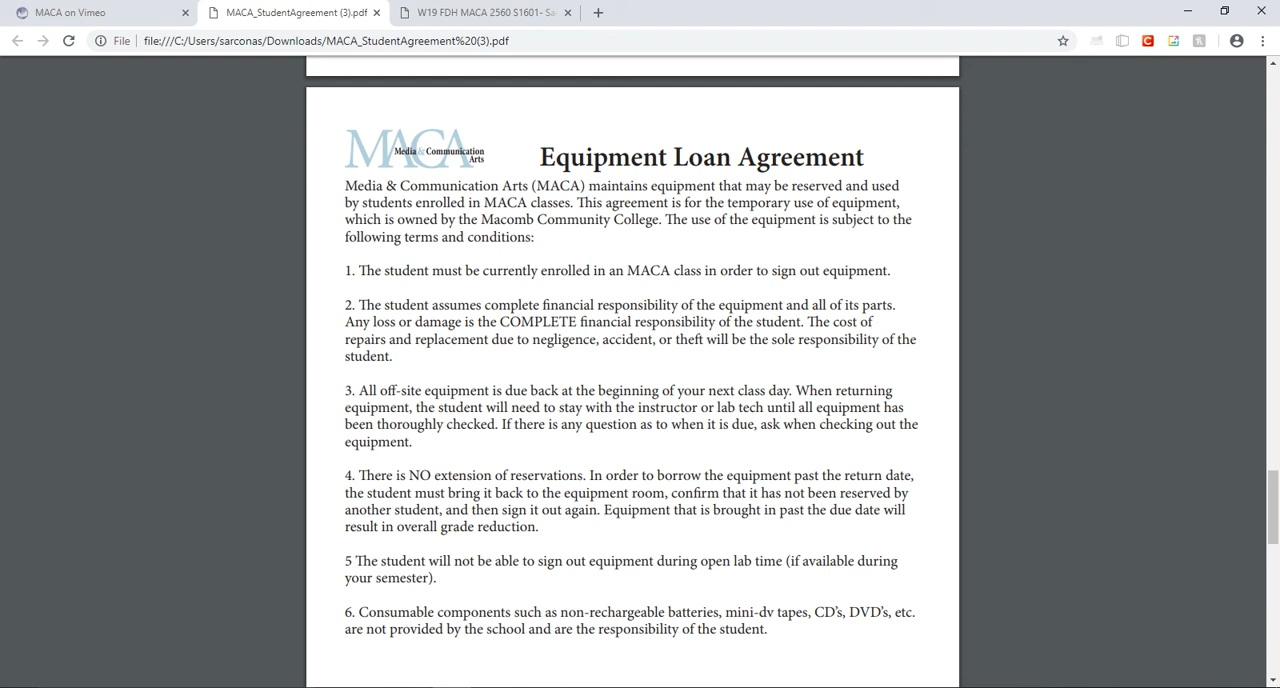 MACA on Vimeo
MACA_StudentAgreement (3).pdf
W19 FDH MACA 2560 S1601- Sa
File
file:///C:/Users/sarconas/Downloads/MACA_StudentAgreement%20(3).pdf
MACA
Media & Communication
Arts
Equipment Loan Agreement
Media & Communication Arts (MACA) maintains equipment that may be reserved and used
by students enrolled in MACA classes. This agreement is for the temporary use of equipment,
which is owned by the Macomb Community College. The use of the equipment is subject to the
following terms and conditions:
1. The student must be currently enrolled in an MACA class in order to sign out equipment.
2. The student assumes complete financial responsibility of the equipment and all of its parts.
Any loss or damage is the COMPLETE financial responsibility of the student. The cost of
repairs and replacement due to negligence, accident, or theft will be the sole responsibility of the
student.
3. All off-site equipment is due back at the beginning of your next class day. When returning
equipment, the student will need to stay with the instructor or lab tech until all equipment has
been thoroughly checked. If there is any question as to when it is due, ask when checking out the
equipment.
4. There is NO extension of reservations. In order to borrow the equipment past the return date,
the student must bring it back to the equipment room, confirm that it has not been reserved by
another student, and then sign it out again. Equipment that is brought in past the due date will
result in overall grade reduction.
5 The student will not be able to sign out equipment during open lab time (if available during
your semester).
6. Consumable components such as non-rechargeable batteries, mini-dv tapes, CD's, DVD's, etc.
are not provided by the school and are the responsibility of the student.